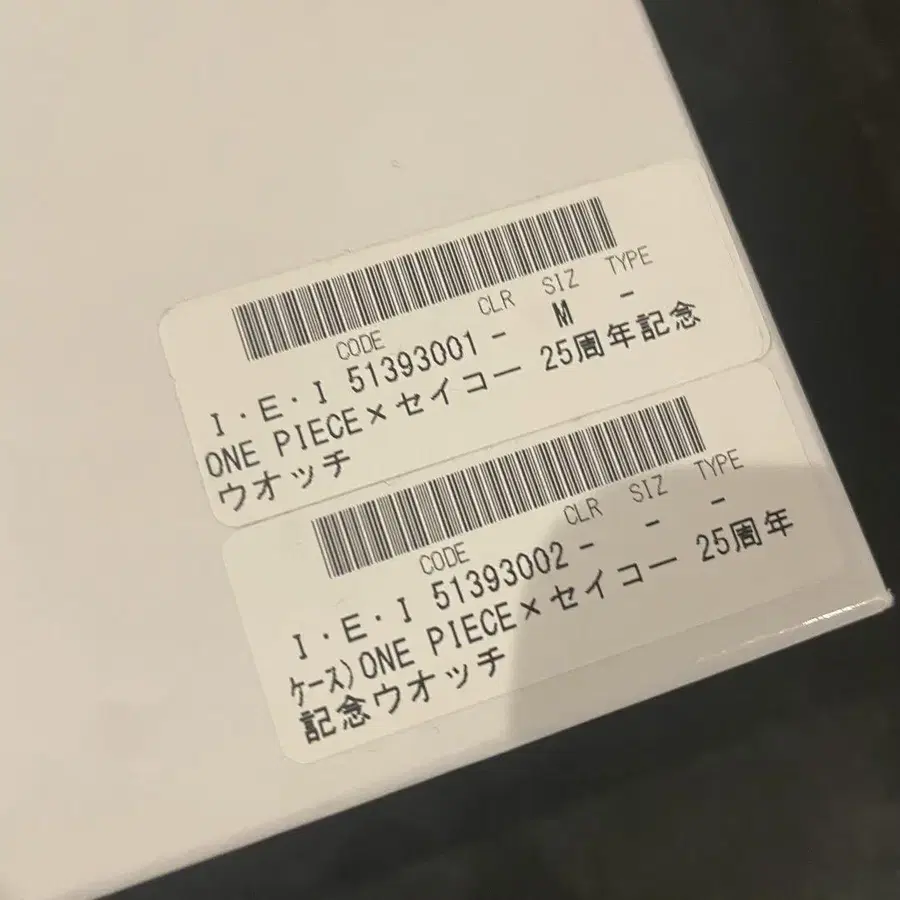 CODE CLR SIZ TYPE
I・E・I 51393001 - M -
ONE PIECE×セイコー 25周年記念
ウオッチ
CODE CLR SIZ TYPE
I・E・I 51393002 - - -
ケース)ONE PIECE×セイコー 25周年
記念ウオッチ